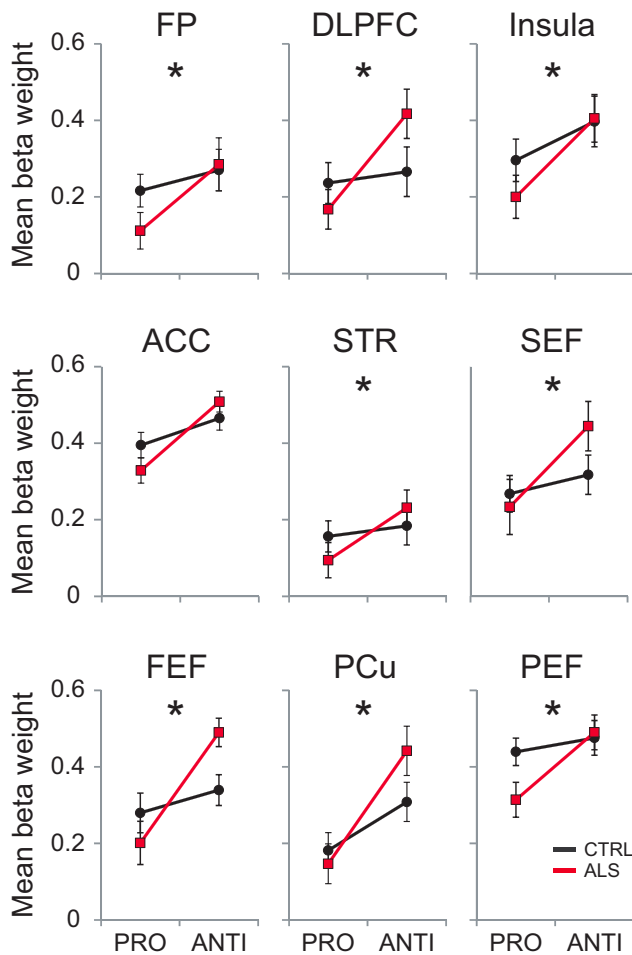 FP DLPFC Insula
Mean beta weight
0.6
0.4
0.2
0
* * *
ACC STR SEF
Mean beta weight
0.6
0.4
0.2
0
* *
FEF PCu PEF
Mean beta weight
0.6
0.4
0.2
0
* * *
CTRL
ALS
PRO ANTI PRO ANTI PRO ANTI